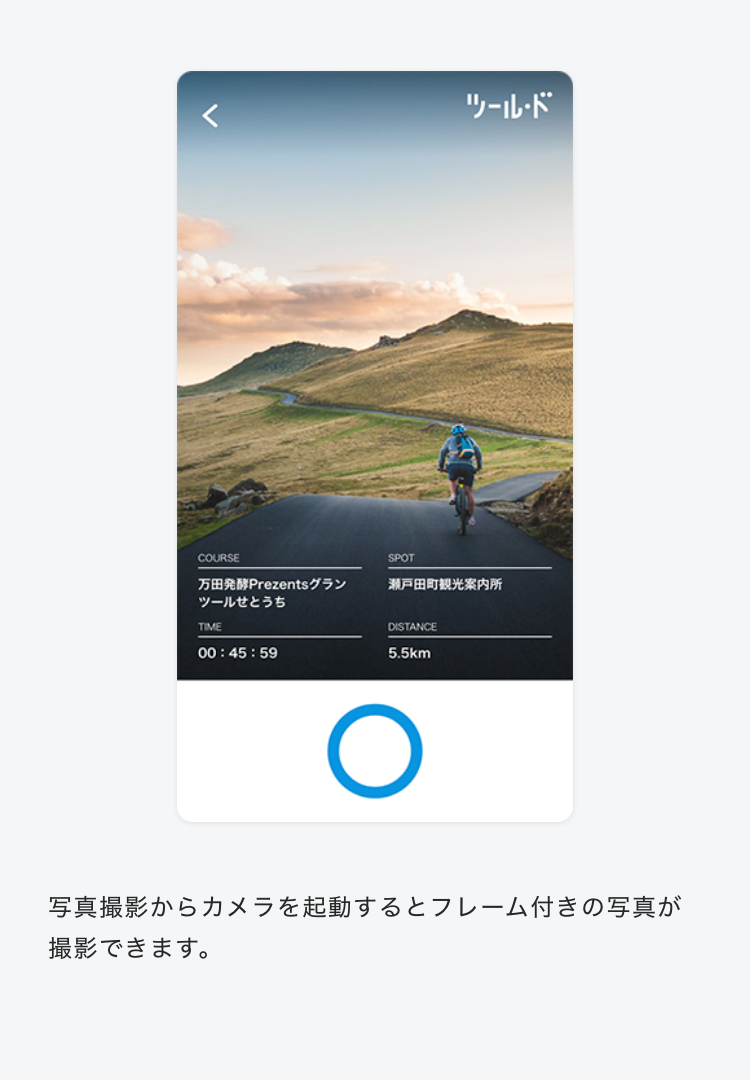 ツール・ド
COURSE
万田発酵Prezentsグラン
ツールせとうち
SPOT
瀬戸田町観光案内所
TIME
00：45：59
DISTANCE
5.5km
写真撮影からカメラを起動するとフレーム付きの写真が
撮影できます。